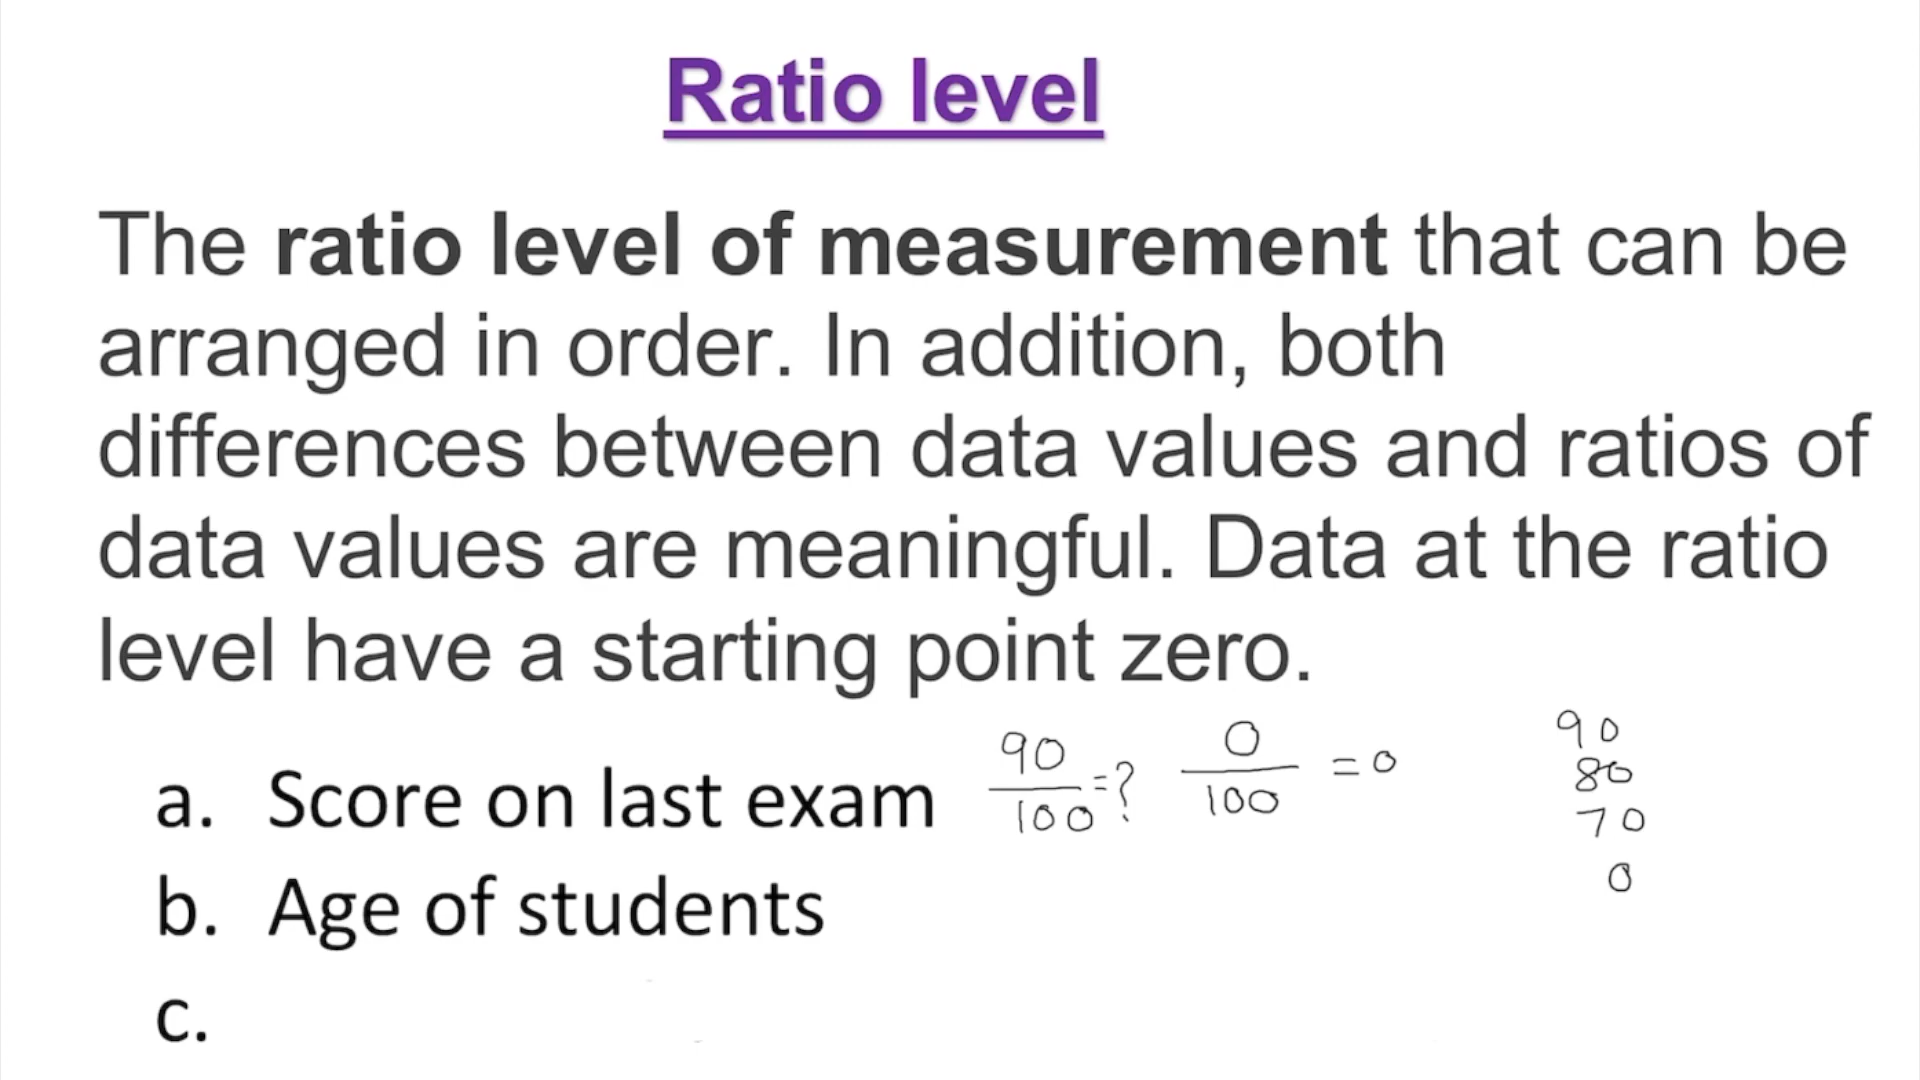 Ratio level
The ratio level of measurement that can be
arranged in order. In addition, both
differences between data values and ratios of
data values are meaningful. Data at the ratio
level have a starting point zero.
a. Score on last exam
90/100 = ?
0/100 = 0
90
80
70
0
b. Age of students
c.